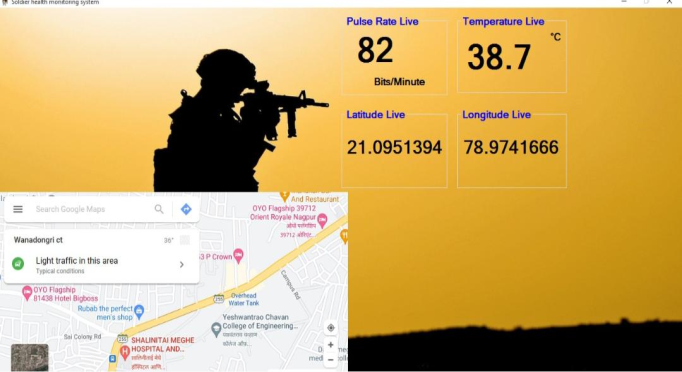 Soldier health monitoring system
Pulse Rate Live
82
Bits/Minute
Temperature Live
°C
38.7
Latitude Live
21.0951394
Longitude Live
78.9741666
Search Google Maps
Wanadongri ct
36°
Light traffic in this area
Typical conditions
And Restaurant
OYO Flagship 39712
Orient Royale Nagpur
39712
3 P Crown
OYO Flagship
81438 Hotel Bigboss
Rubab the perfect
men's shop
Campus Rd
Overhead
Water Tank
Yeshwantrao Chavan
College of Engineering...
Sai Colony Rd
SHALINITAI MEGHE
HOSPITAL AND...